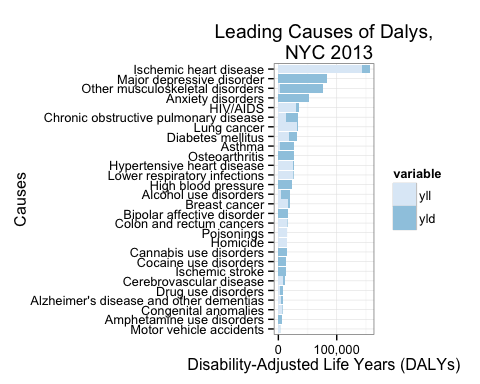 Leading Causes of Dalys,
NYC 2013
Causes
Ischemic heart disease
Major depressive disorder
Other musculoskeletal disorders
Anxiety disorders
HIV/AIDS
Chronic obstructive pulmonary disease
Lung cancer
Diabetes mellitus
Asthma
Osteoarthritis
Hypertensive heart disease
Lower respiratory infections
High blood pressure
Alcohol use disorders
Breast cancer
Bipolar affective disorder
Colon and rectum cancers
Poisonings
Homicide
Cannabis use disorders
Cocaine use disorders
Ischemic stroke
Cerebrovascular disease
Drug use disorders
Alzheimer's disease and other dementias
Congenital anomalies
Amphetamine use disorders
Motor vehicle accidents
0 100,000
Disability-Adjusted Life Years (DALYs)
variable
yll
yld